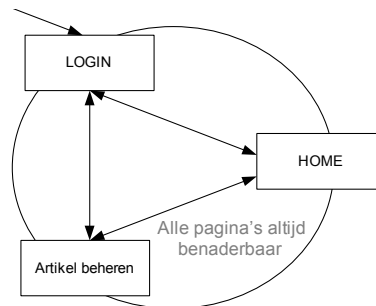 LOGIN
HOME
Alle pagina's altijd
benaderbaar
Artikel beheren